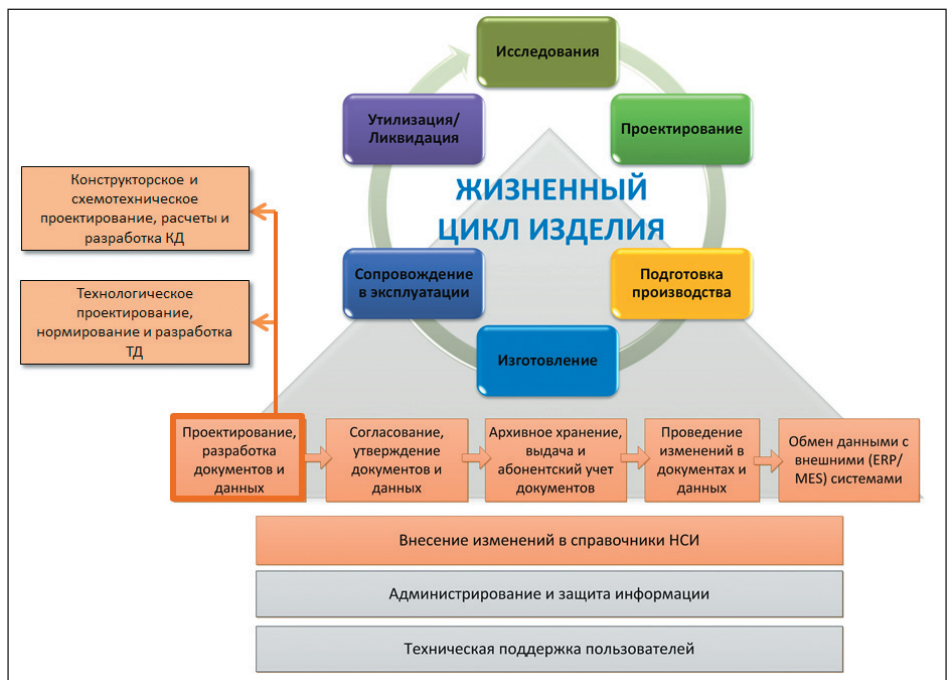 Исследования
Утилизация/
Ликвидация
Проектирование
ЖИЗНЕННЫЙ
ЦИКЛ ИЗДЕЛИЯ
Конструкторское и
схемотехническое
проектирование, расчеты и
разработка КД
Сопровождение
в эксплуатации
Подготовка
производства
Технологическое
проектирование,
нормирование и разработка
ТД
Изготовление
Проектирование,
разработка
документов и
данных
Согласование,
утверждение
документов и
данных
Архивное хранение,
выдача и
абонентский учет
документов
Проведение
изменений в
документах и
данных
Обмен данными с
внешними (ERP/
MES) системами
Внесение изменений в справочники НСИ
Администрирование и защита информации
Техническая поддержка пользователей